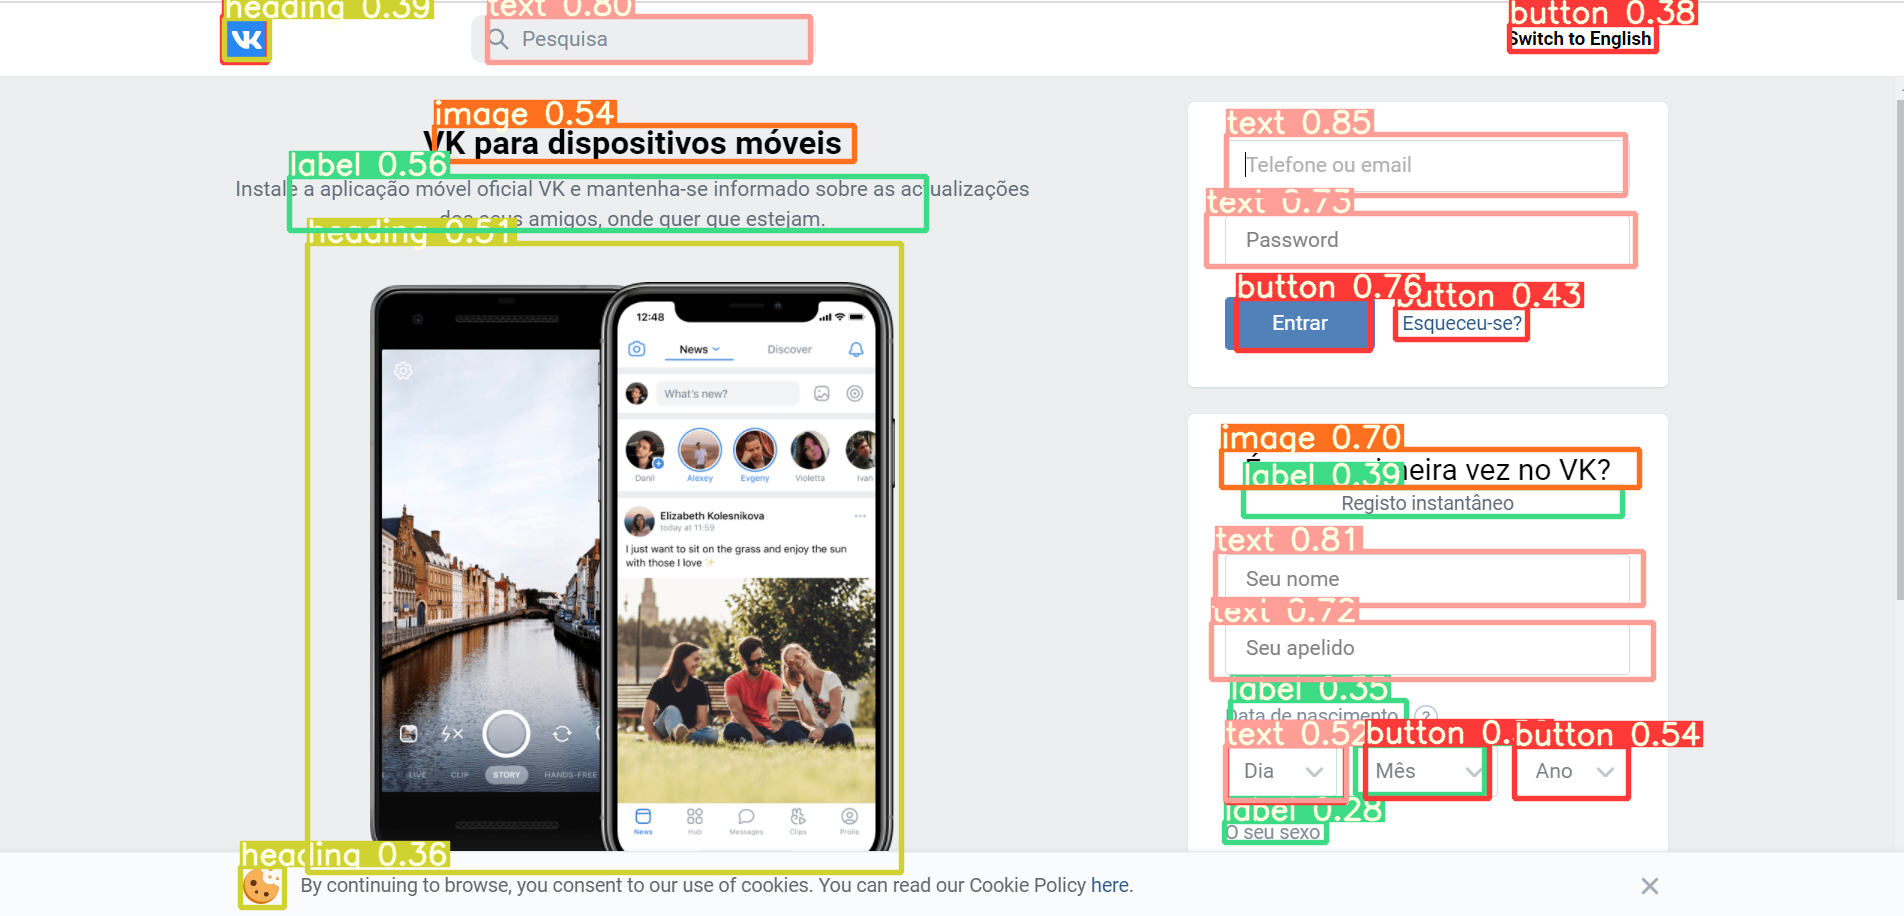 heading 0.39
text 0.80
button 0.38
VK
Pesquisa
Switch to English
image 0.54
VK para dispositivos móveis
label 0.56
Instale a aplicação móvel oficial VK e mantenha-se informado sobre as actualizações
dos seus amigos, onde quer que estejam.
heading 0.51
12:48
News
Discover
What's new?
Danil
Alexey
Evgeny
Violetta
Ivan
Elizabeth Kolesnikova
today at 11:59
I just want to sit on the grass and enjoy the sun
with those I love ✨
LIVE
CLIP
STORY
HANDS-FREE
News
Hub
Messages
Clips
Profile
text 0.85
Telefone ou email
text 0.73
Password
button 0.76
button 0.43
Entrar
Esqueceu-se?
image 0.70
label 0.39
neira vez no VK?
Registo instantâneo
text 0.81
Seu nome
text 0.72
Seu apelido
label 0.35
Data de nascimento ?
text 0.52
button 0.
button 0.54
Dia
Mês
Ano
label 0.28
O seu sexo
heading 0.36
By continuing to browse, you consent to our use of cookies. You can read our Cookie Policy here.